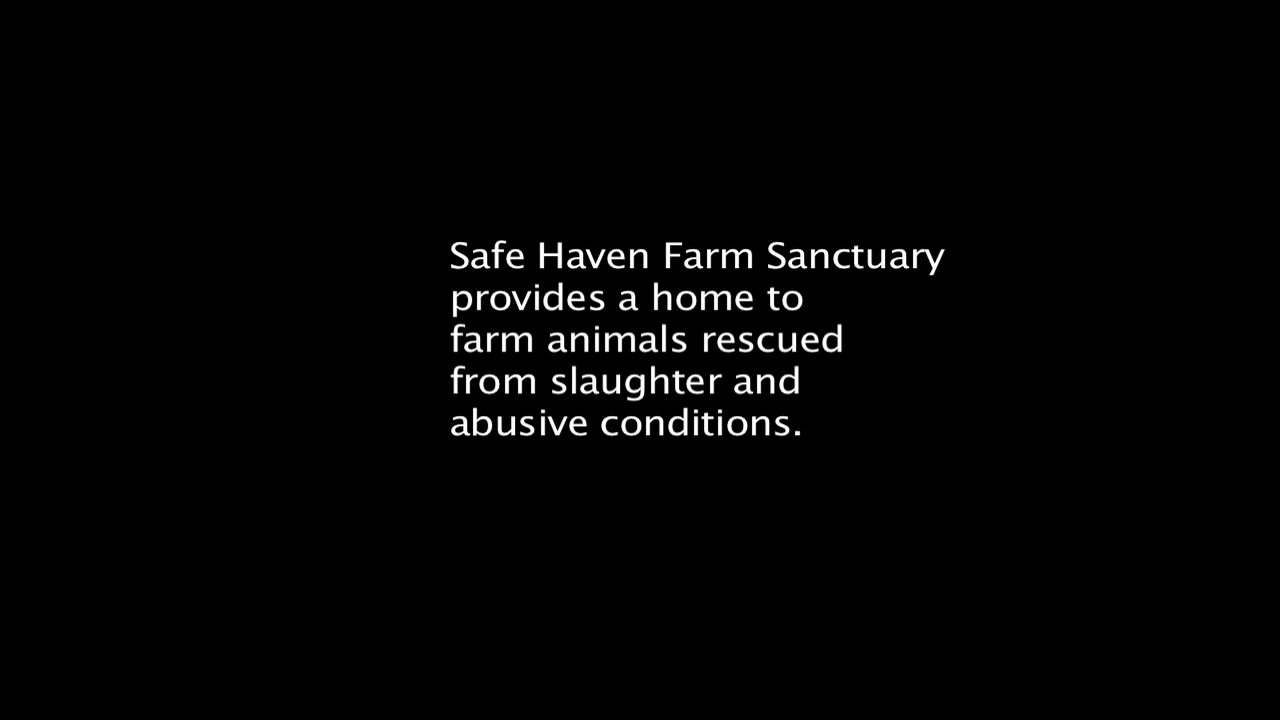 Safe Haven Farm Sanctuary
provides a home to
farm animals rescued
from slaughter and
abusive conditions.